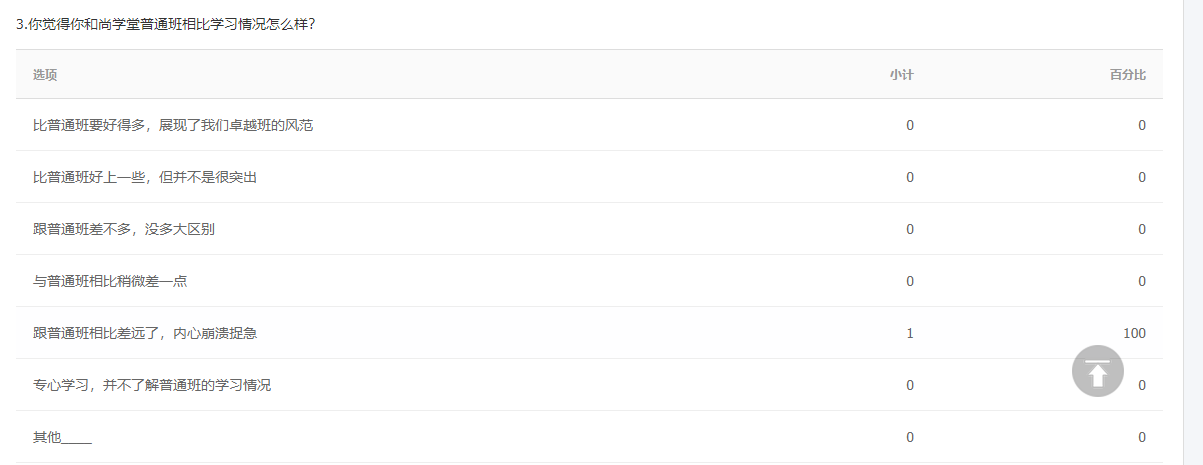 3.你觉得你和尚学堂普通班相比学习情况怎么样?
选项 小计 百分比
比普通班要好得多，展现了我们卓越班的风范 0 0
比普通班好上一些，但并不是很突出 0 0
跟普通班差不多，没多大区别 0 0
与普通班相比稍微差一点 0 0
跟普通班相比差远了，内心崩溃捉急 1 100
专心学习，并不了解普通班的学习情况 0 0
其他____ 0 0